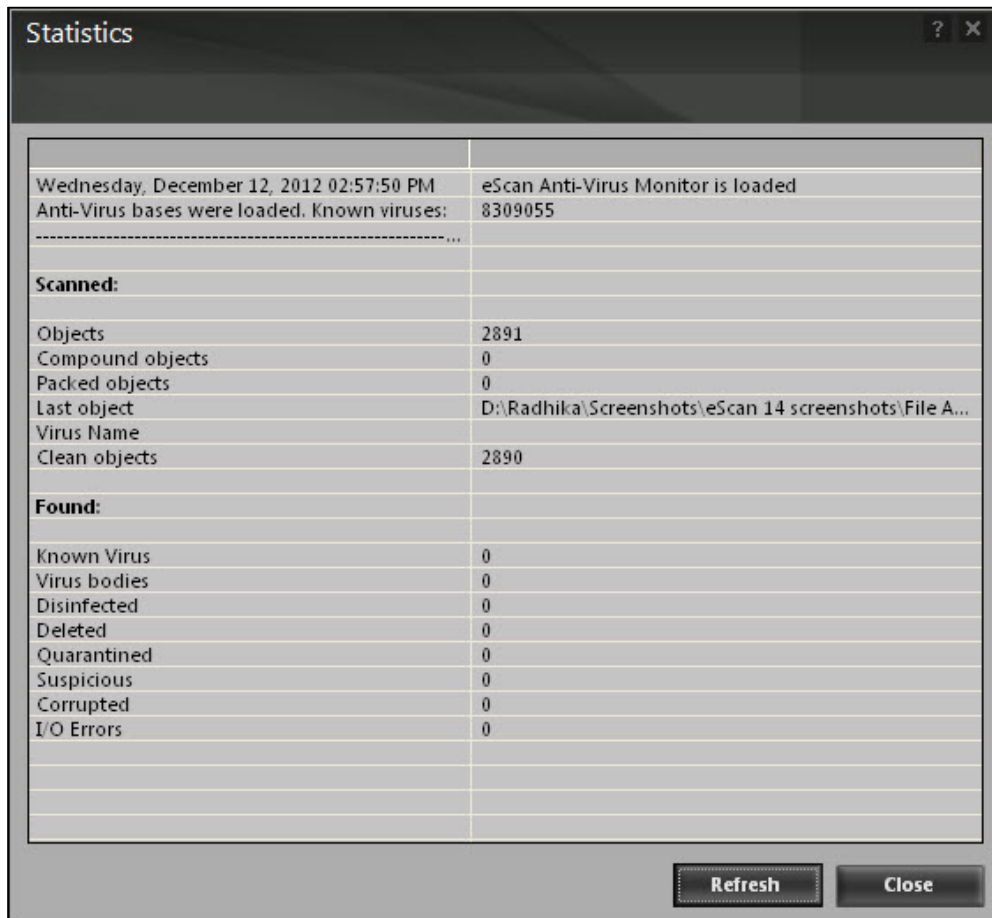 Statistics
? X
Wednesday, December 12, 2012 02:57:50 PM eScan Anti-Virus Monitor is loaded
Anti-Virus bases were loaded. Known viruses: 8309055
----------------------------------------------------------...
Scanned:
Objects 2891
Compound objects 0
Packed objects 0
Last object D:\Radhika\Screenshots\eScan 14 screenshots\File A...
Virus Name
Clean objects 2890
Found:
Known Virus 0
Virus bodies 0
Disinfected 0
Deleted 0
Quarantined 0
Suspicious 0
Corrupted 0
I/O Errors 0
Refresh Close